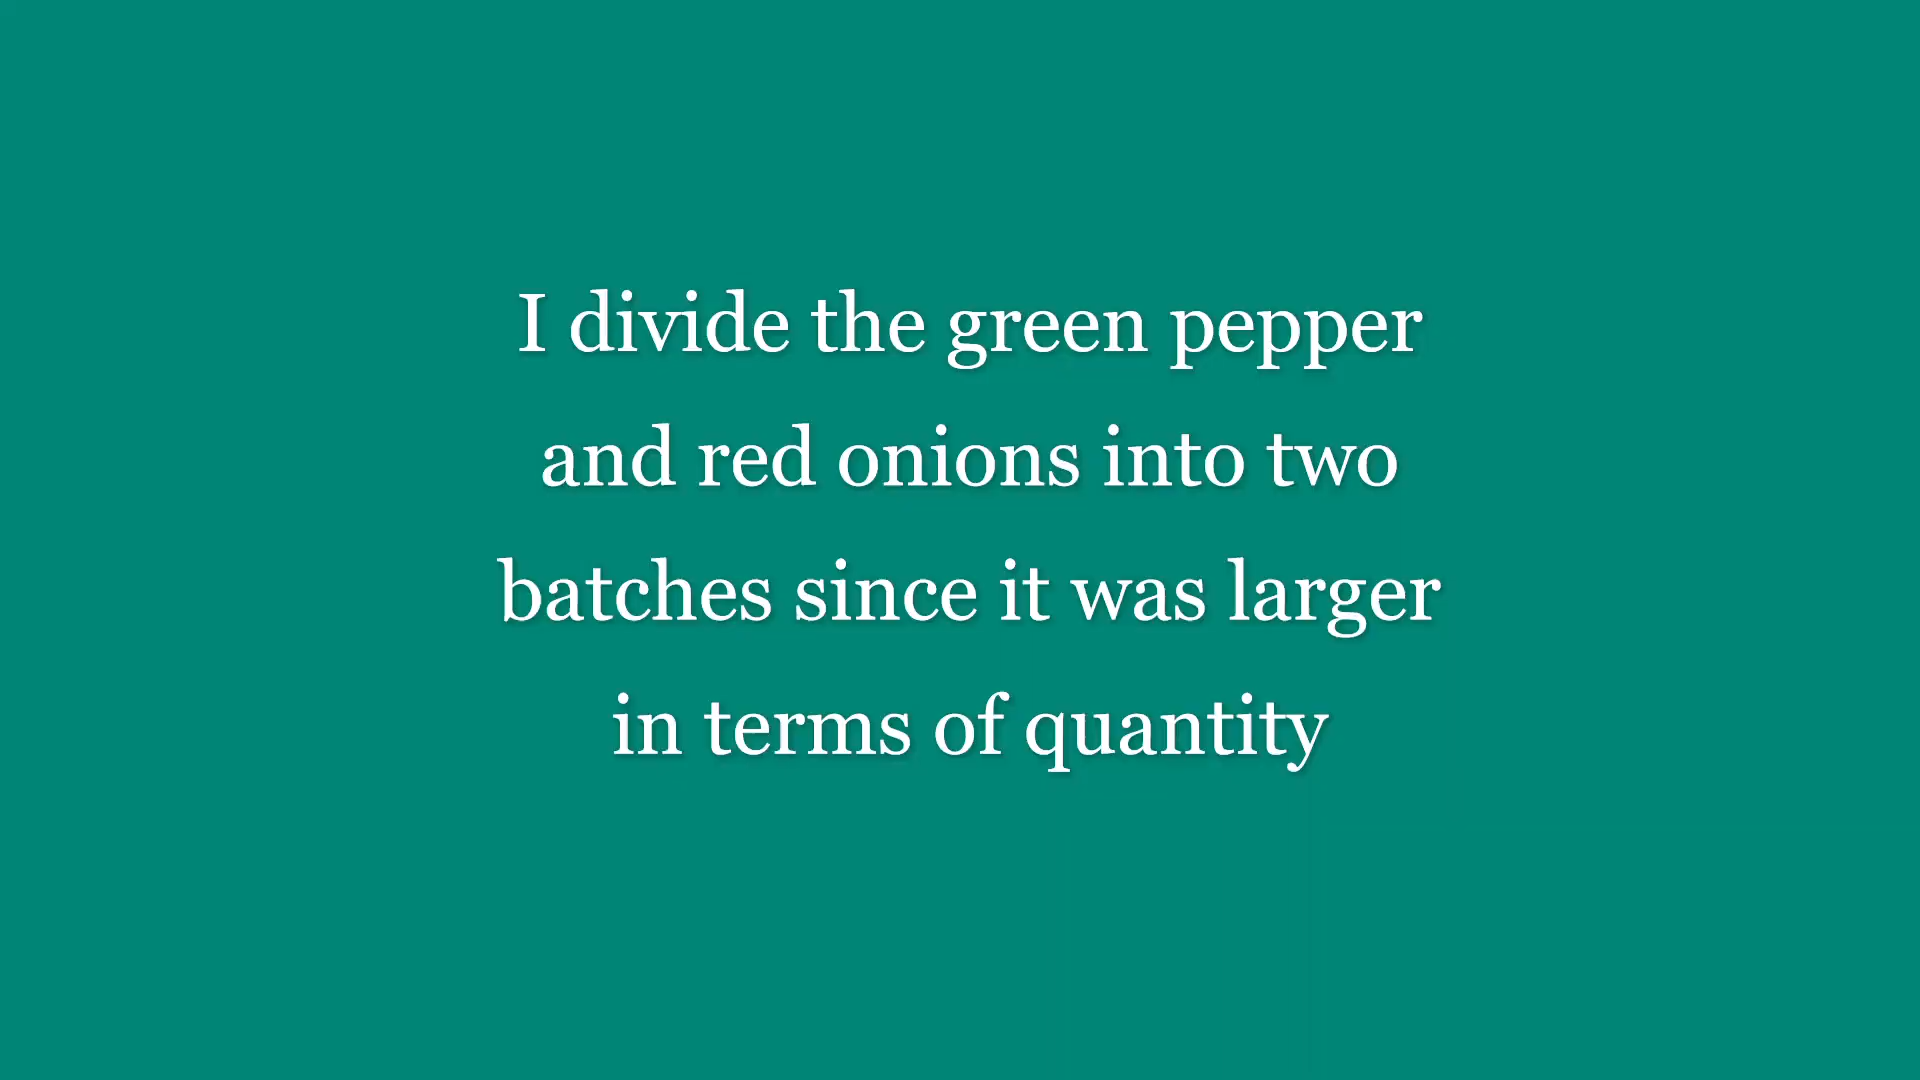 I divide the green pepper
and red onions into two
batches since it was larger
in terms of quantity